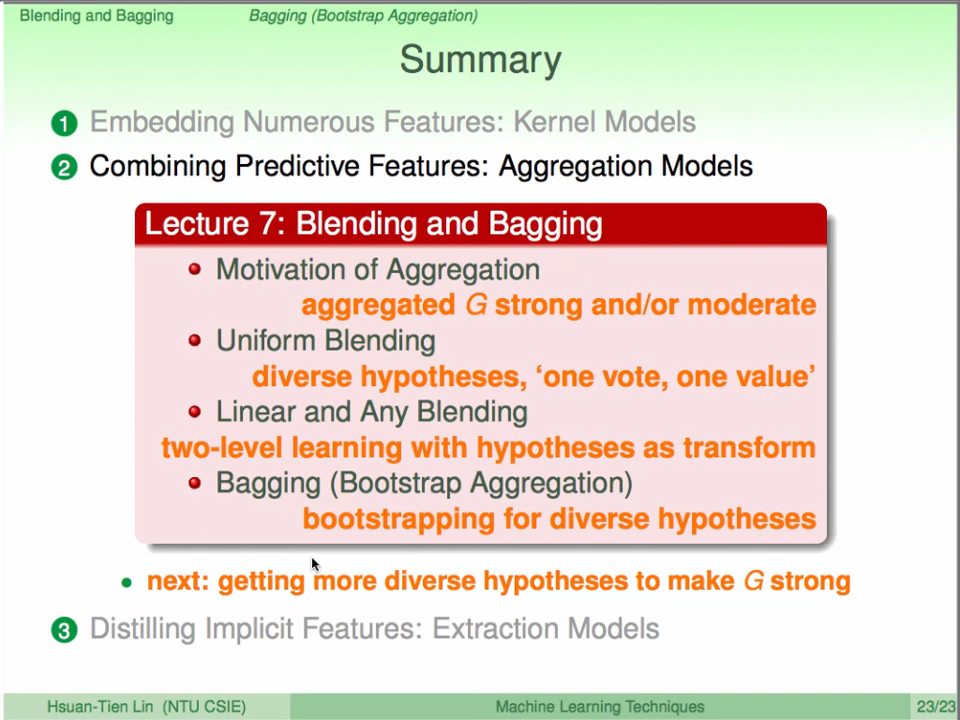 Blending and Bagging Bagging (Bootstrap Aggregation)
Summary
1 Embedding Numerous Features: Kernel Models
2 Combining Predictive Features: Aggregation Models
Lecture 7: Blending and Bagging
Motivation of Aggregation
aggregated G strong and/or moderate
Uniform Blending
diverse hypotheses, ‘one vote, one value’
Linear and Any Blending
two-level learning with hypotheses as transform
Bagging (Bootstrap Aggregation)
bootstrapping for diverse hypotheses
next: getting more diverse hypotheses to make G strong
3 Distilling Implicit Features: Extraction Models
Hsuan-Tien Lin (NTU CSIE) Machine Learning Techniques 23/23